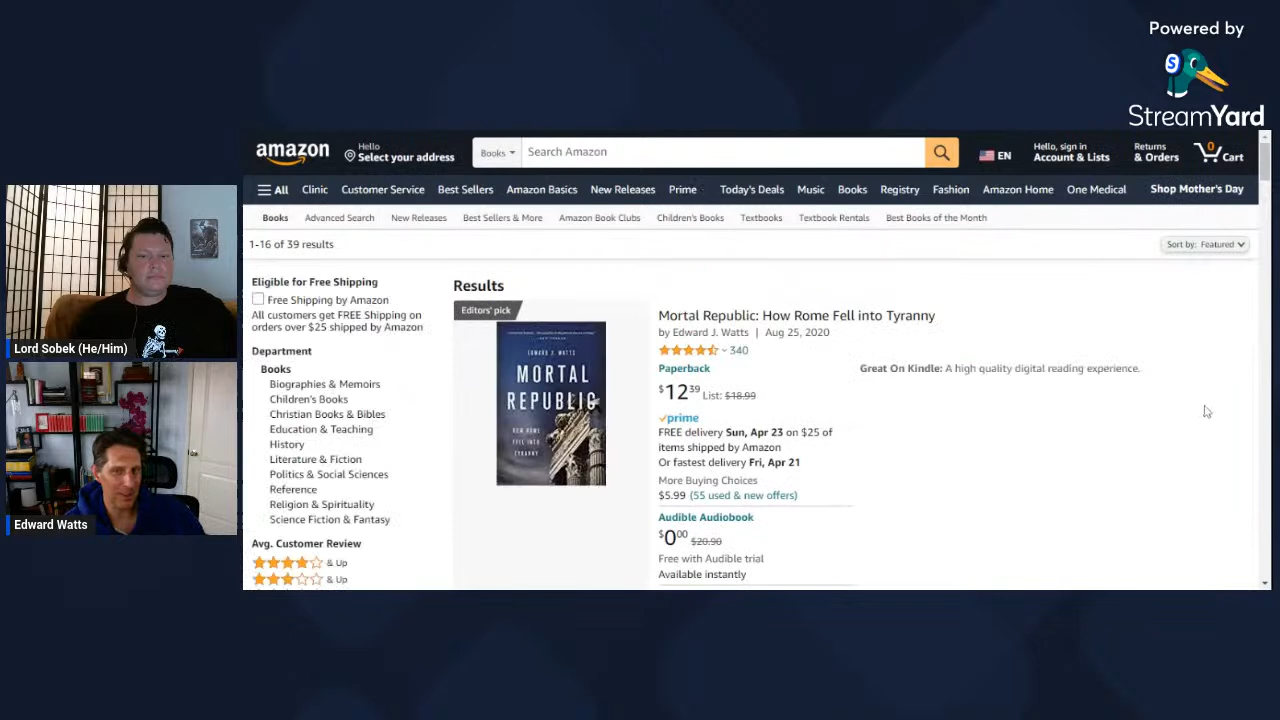 Powered by
S
StreamYard
amazon
Hello
Select your address
Books
Search Amazon
EN
Hello, sign in
Account & Lists
Returns
& Orders
0
Cart
All
Clinic
Customer Service
Best Sellers
Amazon Basics
New Releases
Prime
Today's Deals
Music
Books
Registry
Fashion
Amazon Home
One Medical
Shop Mother's Day
Books
Advanced Search
New Releases
Best Sellers & More
Amazon Book Clubs
Children's Books
Textbooks
Textbook Rentals
Best Books of the Month
1-16 of 39 results
Sort by: Featured
Eligible for Free Shipping
Free Shipping by Amazon
All customers get FREE Shipping on
orders over $25 shipped by Amazon
Department
Books
Biographies & Memoirs
Children's Books
Christian Books & Bibles
Education & Teaching
History
Literature & Fiction
Politics & Social Sciences
Reference
Religion & Spirituality
Science Fiction & Fantasy
Avg. Customer Review
& Up
& Up
Results
Editors' pick
EDWARD J. WATTS
MORTAL
REPUBLIC
HOW ROME
FELL INTO
TYRANNY
Mortal Republic: How Rome Fell into Tyranny
by Edward J. Watts | Aug 25, 2020
340
Paperback
$12 39 List: $18.99
prime
FREE delivery Sun, Apr 23 on $25 of
items shipped by Amazon
Or fastest delivery Fri, Apr 21
More Buying Choices
$5.99 (55 used & new offers)
Audible Audiobook
$0 00 $20.90
Free with Audible trial
Available instantly
Great On Kindle: A high quality digital reading experience.
Lord Sobek (He/Him)
Edward Watts